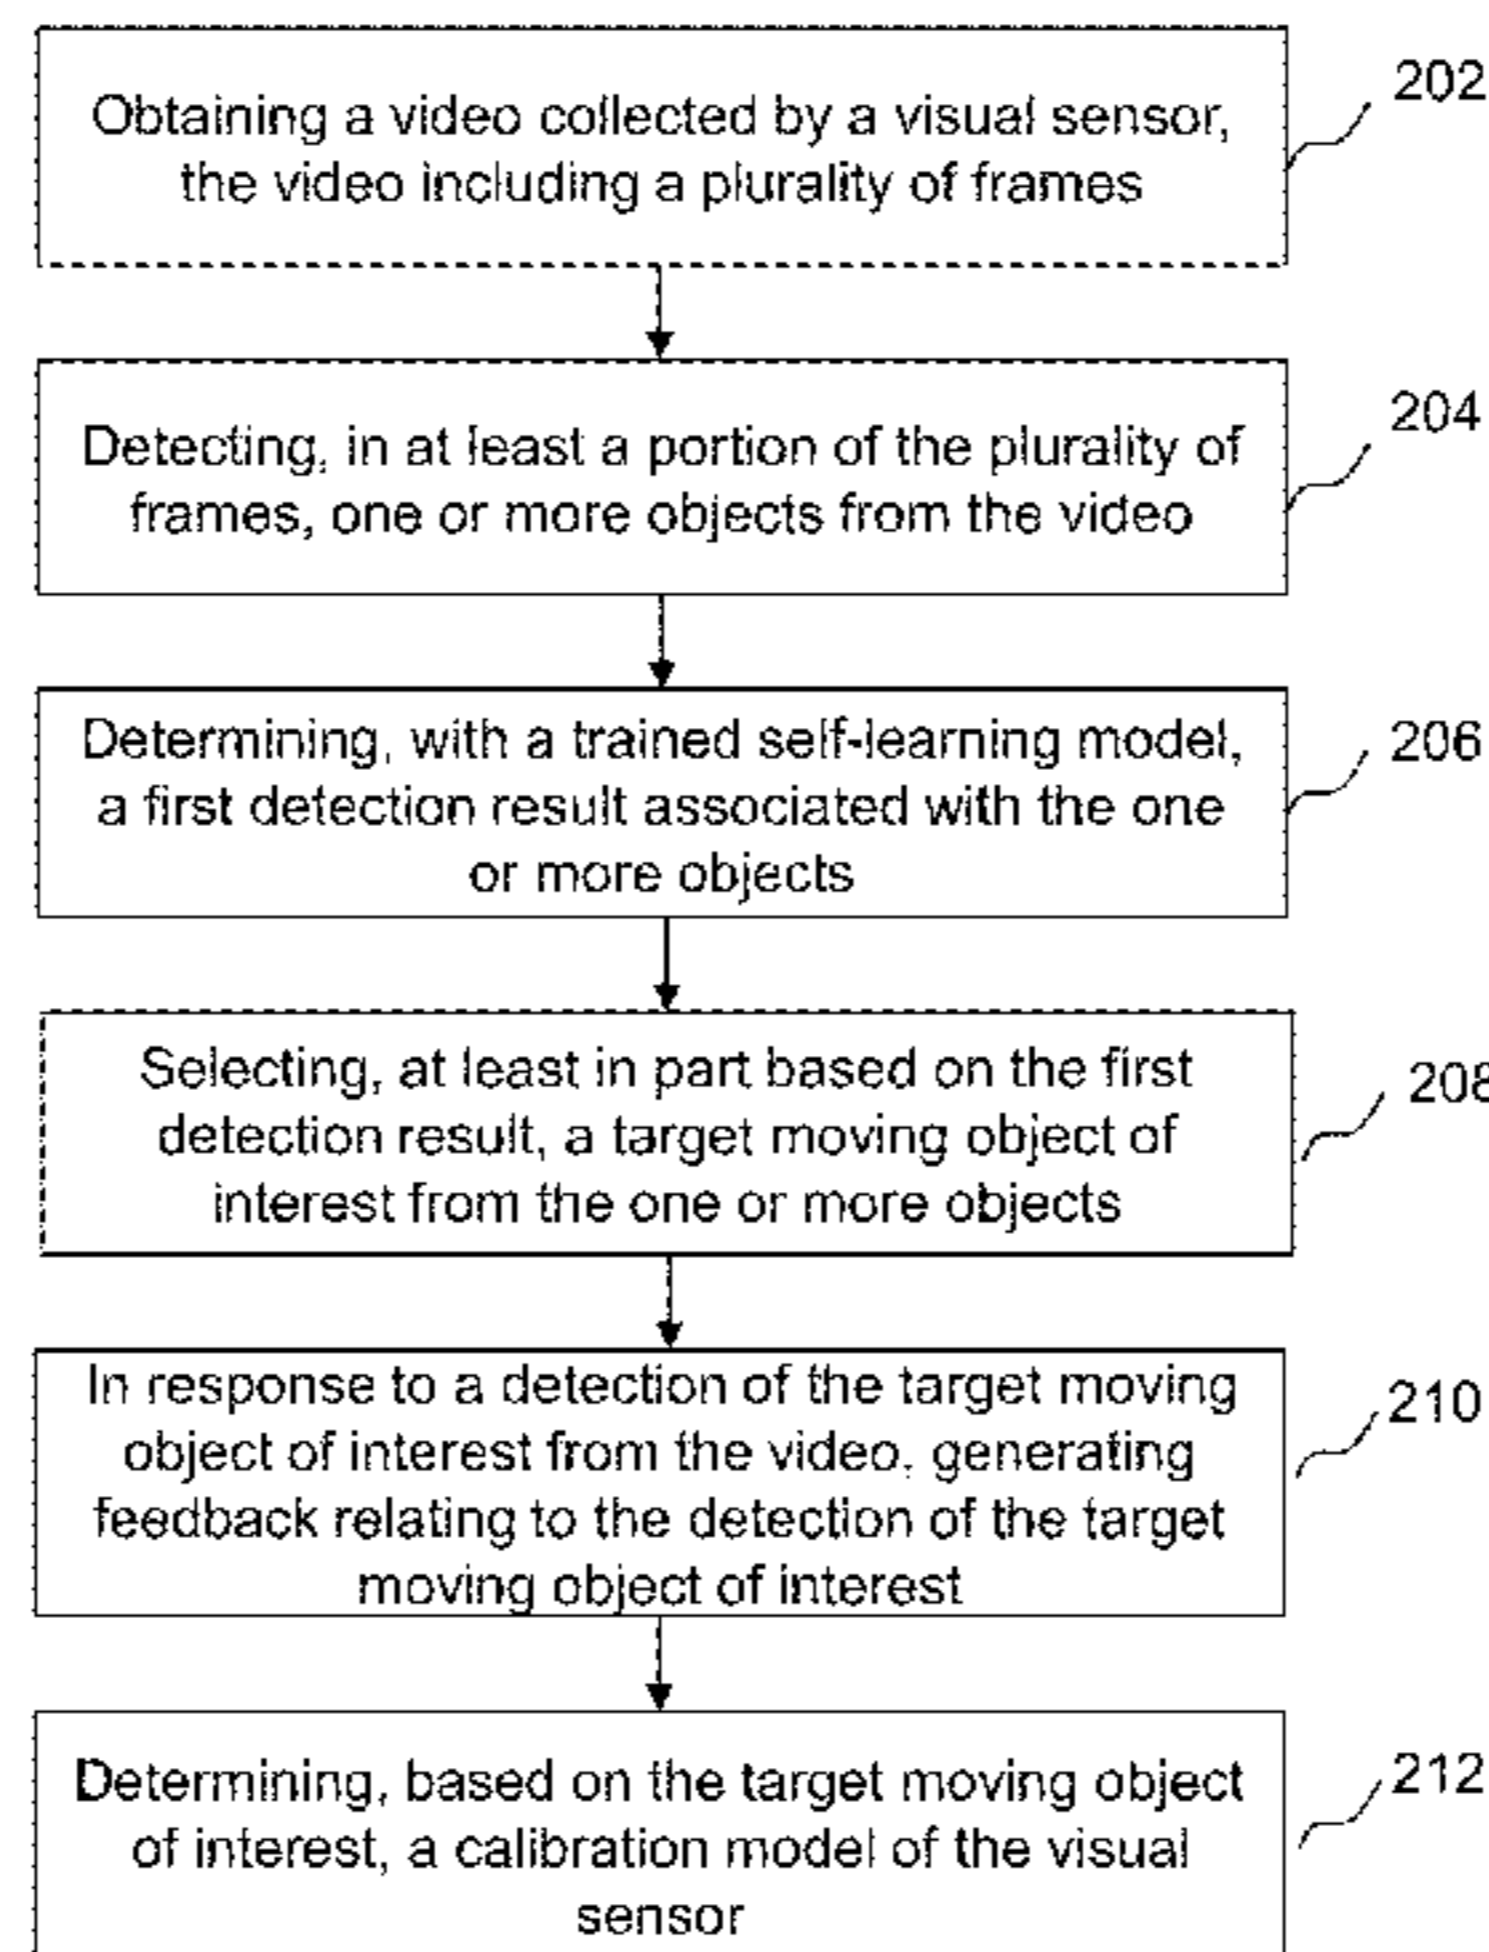 Obtaining a video collected by a visual sensor,
the video including a plurality of frames
202
Detecting, in at least a portion of the plurality of
frames, one or more objects from the video
204
Determining, with a trained self-learning model,
a first detection result associated with the one
or more objects
206
Selecting, at least in part based on the first
detection result, a target moving object of
interest from the one or more objects
208
In response to a detection of the target moving
object of interest from the video, generating
feedback relating to the detection of the target
moving object of interest
210
Determining, based on the target moving object
of interest, a calibration model of the visual
sensor
212